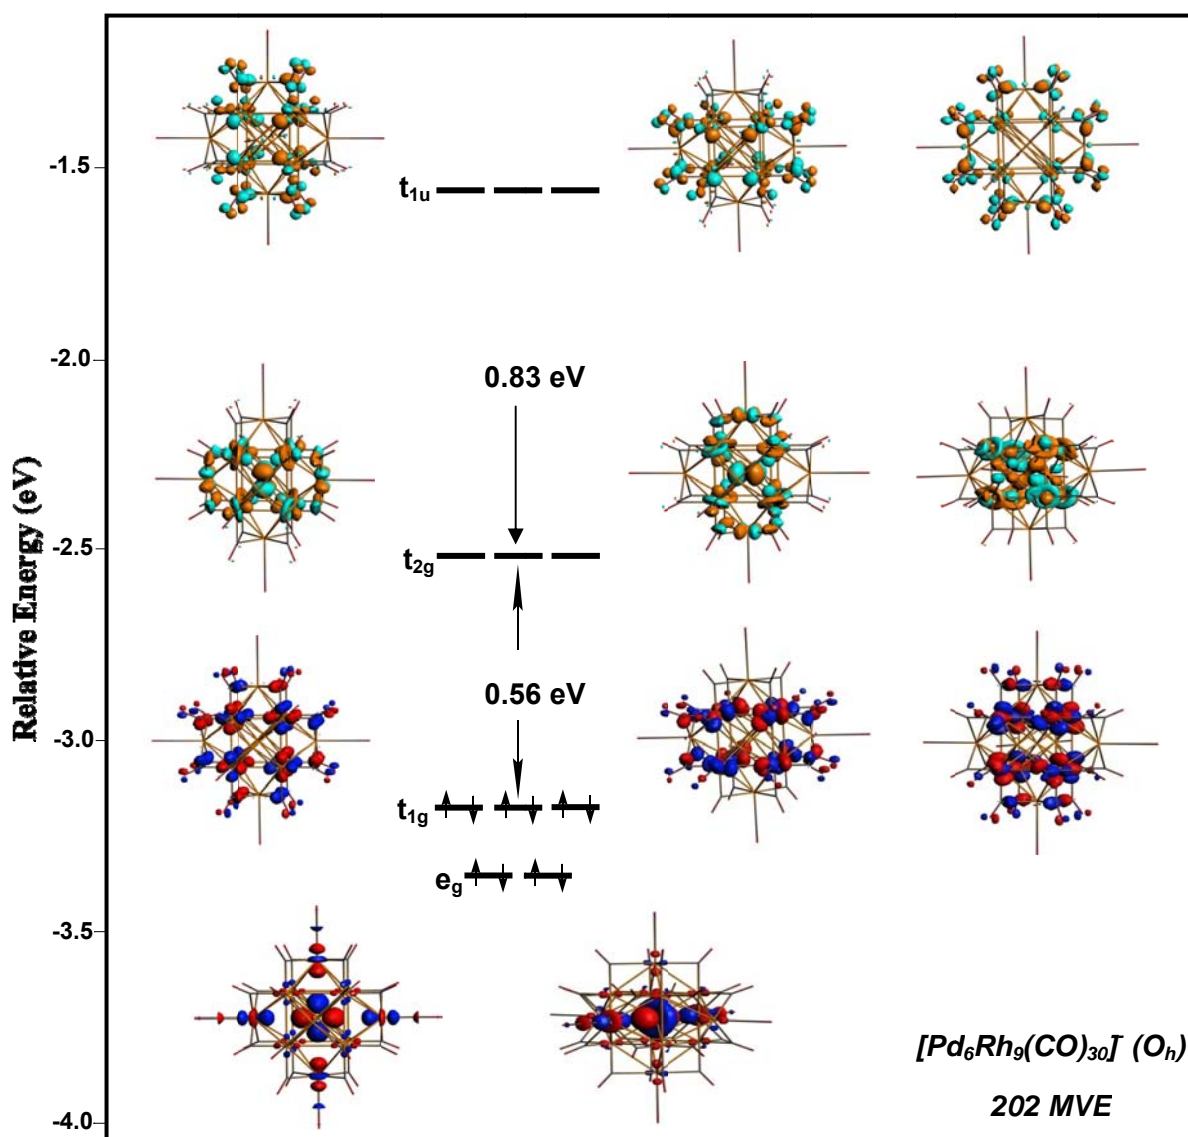 Relative Energy (eV)
-1.5
-2.0
-2.5
-3.0
-3.5
-4.0
t1u
0.83 eV
t2g
0.56 eV
t1g
eg
[Pd6Rh9(CO)30]- (Oh)
202 MVE